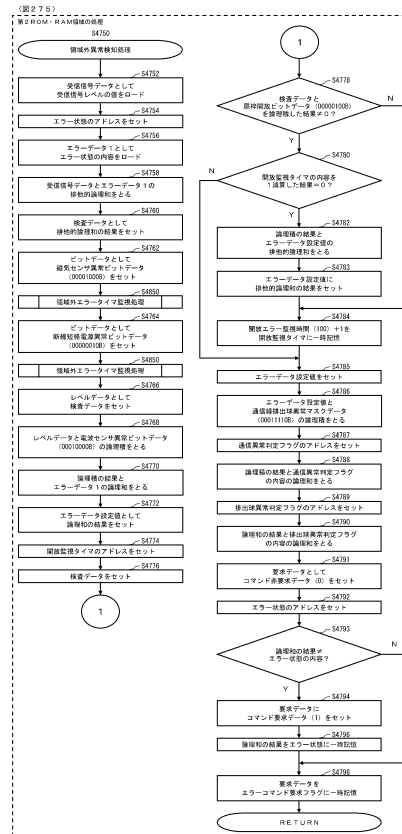 (図275)
第2ROM・RAM領域の処理
S4750
領域外異常検知処理
S4752
受信信号データとして
受信信号レベルの値をロード
S4754
エラー状態のアドレスをセット
S4756
エラーデータ1として
エラー状態の内容をロード
S4758
受信信号データとエラーデータ1の
排他的論理和をとる
S4760
検査データとして
排他的論理和の結果をセット
S4762
ビットデータとして
磁気センサ異常ビットデータ
(00001000B)をセット
S4850
領域外エラータイマ監視処理
S4764
ビットデータとして
断線短絡電源異常ビットデータ
(00000010B)をセット
S4850
領域外エラータイマ監視処理
S4766
レベルデータとして
検査データをセット
S4768
レベルデータと電波センサ異常ビットデータ
(00010000B)の論理積をとる
S4770
論理積の結果と
エラーデータ1の論理和をとる
S4772
エラーデータ設定値として
論理和の結果をセット
S4774
開放監視タイマのアドレスをセット
S4776
検査データをセット
1
1
S4778
検査データと
扉枠開放ビットデータ(00000100B)
を論理積した結果≠0?
N
Y
S4780
開放監視タイマの内容を
1減算した結果=0?
N
Y
S4782
論理積の結果と
エラーデータ設定値の
排他的論理和をとる
S4783
エラーデータ設定値に
排他的論理和の結果をセット
S4784
開放エラー監視時間(100)+1を
開放監視タイマに一時記憶
S4785
エラーデータ設定値をセット
S4786
エラーデータ設定値と
通信線排出球異常マスクデータ
(00011110B)の論理積をとる
S4787
通信異常判定フラグのアドレスをセット
S4788
論理積の結果と通信異常判定フラグ
の内容の論理和をとる
S4789
排出球異常判定フラグのアドレスをセット
S4790
論理和の結果と排出球異常判定フラグ
の内容の論理和をとる
S4791
要求データとして
コマンド非要求データ(0)をセット
S4792
エラー状態のアドレスをセット
S4793
論理和の結果≠
エラー状態の内容?
N
Y
S4794
要求データに
コマンド要求データ(1)をセット
S4796
論理和の結果をエラー状態に一時記憶
S4798
要求データを
エラーコマンド要求フラグに一時記憶
RETURN